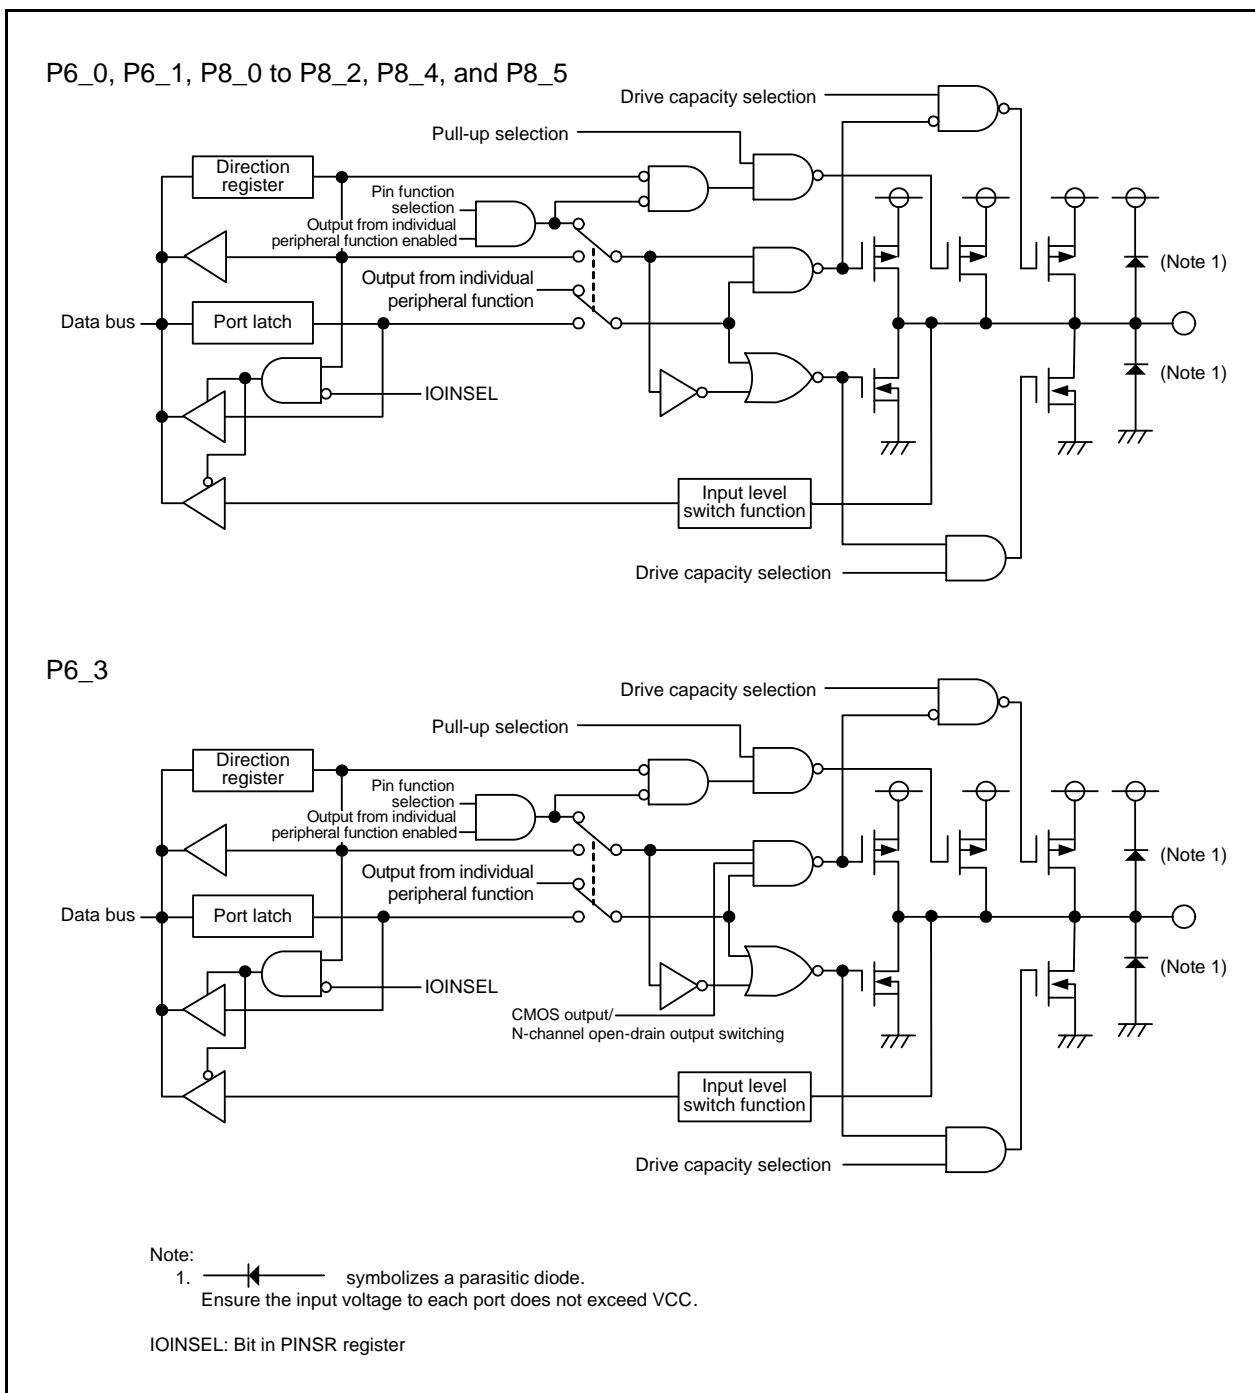 P6_0, P6_1, P8_0 to P8_2, P8_4, and P8_5
Drive capacity selection
Pull-up selection
Direction
register
Pin function
selection
Output from individual
peripheral function enabled
(Note 1)
Output from individual
peripheral function
Data bus
Port latch
(Note 1)
IOINSEL
Input level
switch function
Drive capacity selection
P6_3
Drive capacity selection
Pull-up selection
Direction
register
Pin function
selection
Output from individual
peripheral function enabled
(Note 1)
Output from individual
peripheral function
Data bus
Port latch
(Note 1)
IOINSEL
CMOS output/
N-channel open-drain output switching
Input level
switch function
Drive capacity selection
Note:
1. symbolizes a parasitic diode.
Ensure the input voltage to each port does not exceed VCC.
IOINSEL: Bit in PINSR register